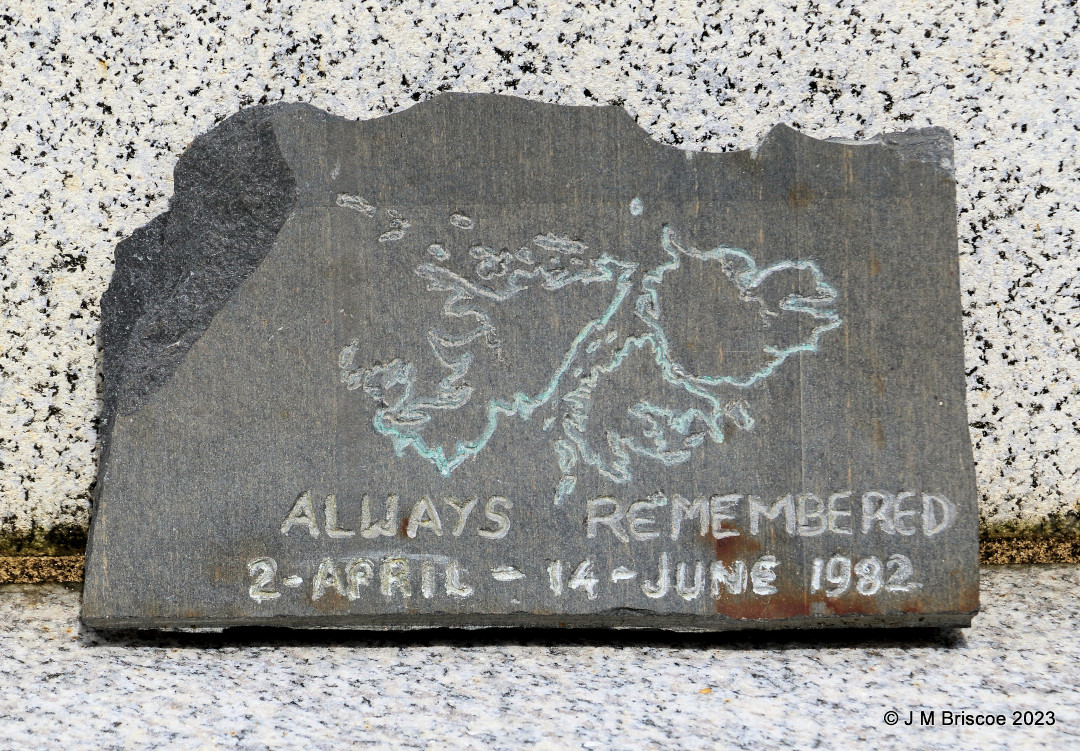 ALWAYS REMEMBERED
2-APRIL - 14-JUNE 1982
© J M Briscoe 2023